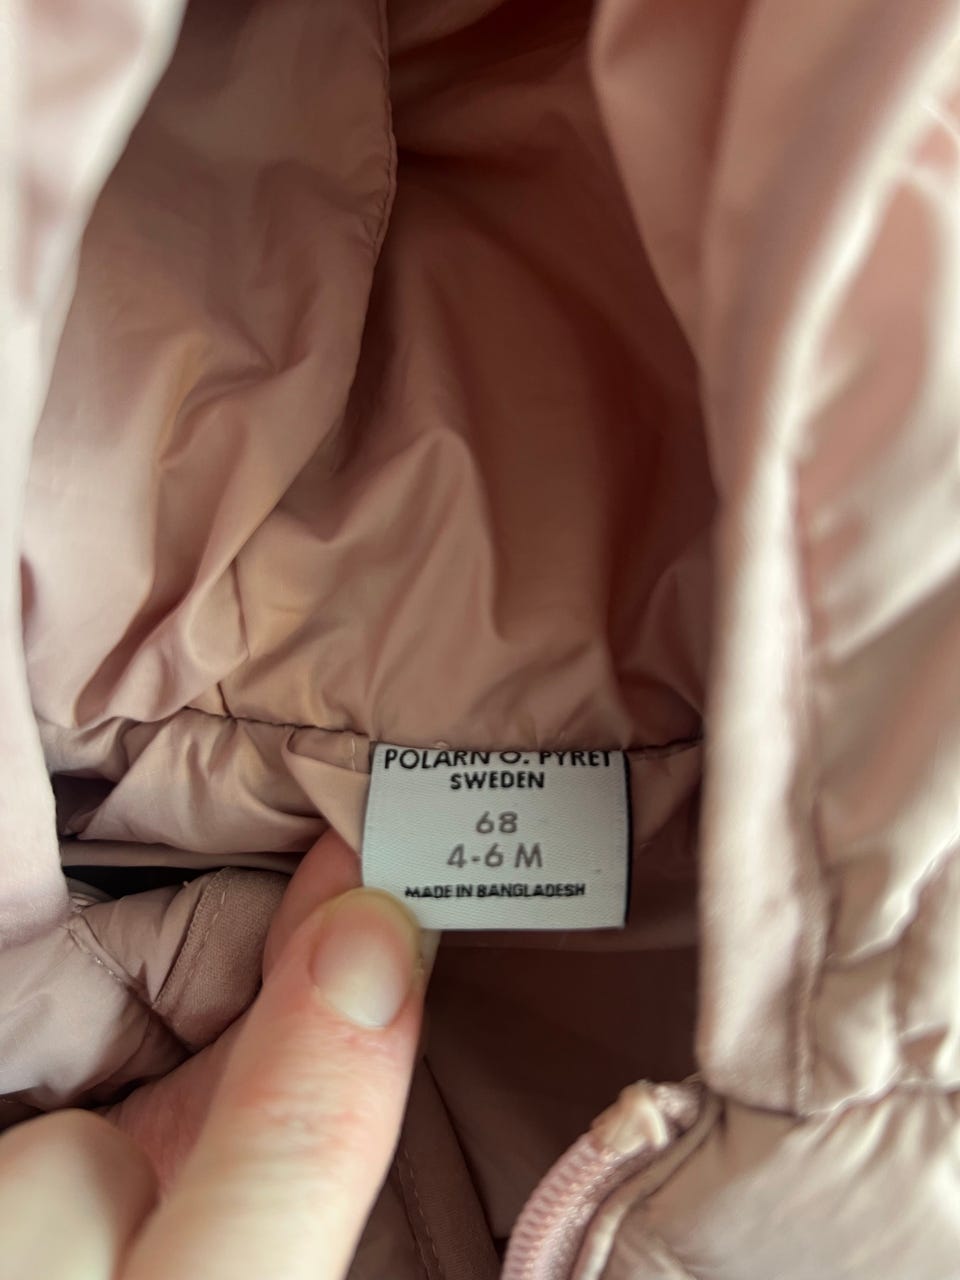 POLARN O. PYRET
SWEDEN
68
4-6 M
MADE IN BANGLADESH